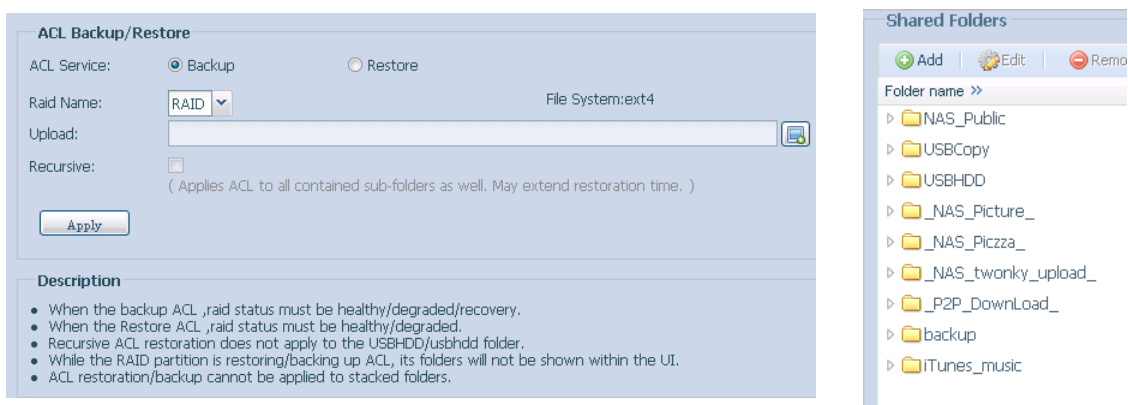 ACL Backup/Restore
ACL Service: Backup Restore
Raid Name: RAID File System:ext4
Upload:
Recursive:
( Applies ACL to all contained sub-folders as well. May extend restoration time. )
Apply
Description
• When the backup ACL ,raid status must be healthy/degraded/recovery.
• When the Restore ACL ,raid status must be healthy/degraded.
• Recursive ACL restoration does not apply to the USBHDD/usbhdd folder.
• While the RAID partition is restoring/backing up ACL, its folders will not be shown within the UI.
• ACL restoration/backup cannot be applied to stacked folders.
Shared Folders
Add Edit Remo
Folder name »
NAS_Public
USBCopy
USBHDD
_NAS_Picture_
_NAS_Piczza_
_NAS_twonky_upload_
_P2P_DownLoad_
backup
iTunes_music